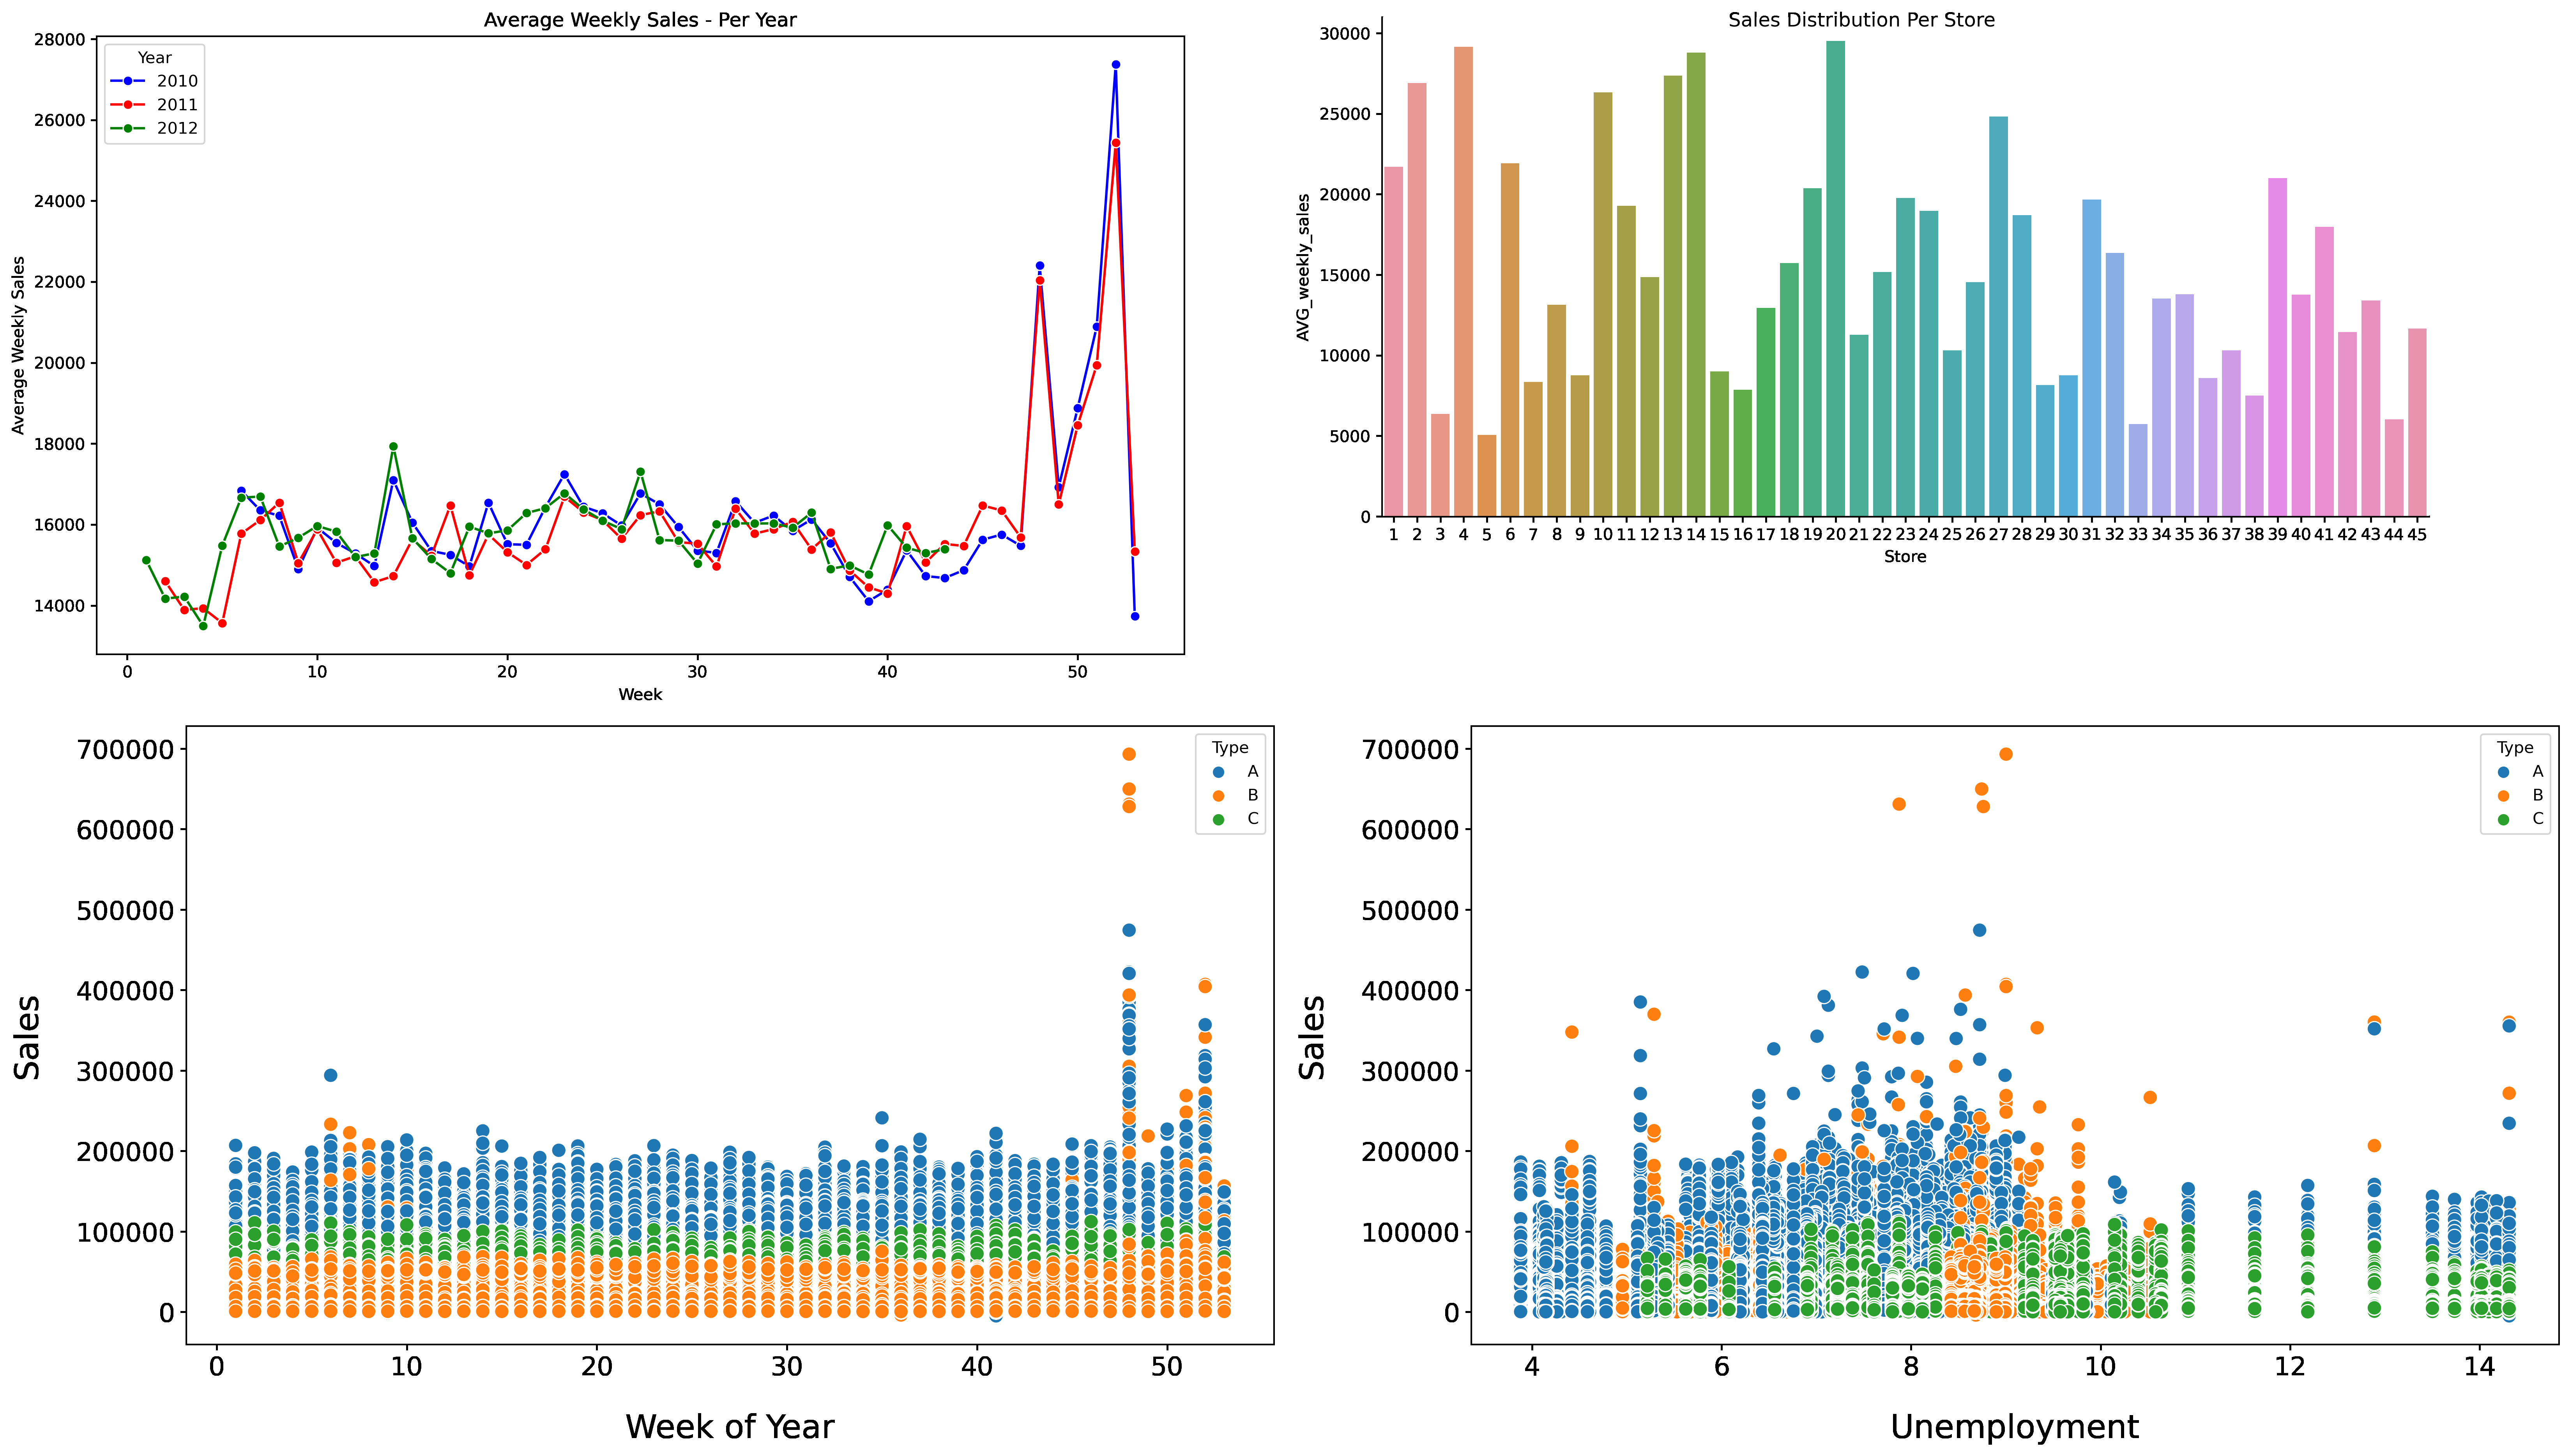 Average Weekly Sales - Per Year
28000
26000
24000
22000
20000
18000
16000
14000
Average Weekly Sales
Year
2010
2011
2012
0 10 20 30 40 50
Week
Sales Distribution Per Store
30000
25000
20000
15000
10000
5000
0
AVG_weekly_sales
1 2 3 4 5 6 7 8 9 10 11 12 13 14 15 16 17 18 19 20 21 22 23 24 25 26 27 28 29 30 31 32 33 34 35 36 37 38 39 40 41 42 43 44 45
Store
700000
600000
500000
400000
300000
200000
100000
0
Sales
Type
A
B
C
0 10 20 30 40 50
Week of Year
700000
600000
500000
400000
300000
200000
100000
0
Sales
Type
A
B
C
4 6 8 10 12 14
Unemployment